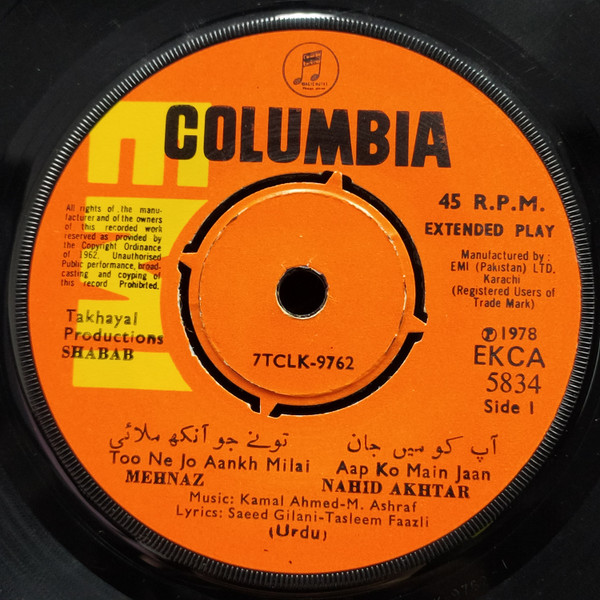 COLUMBIA
EMI
All rights of the manu-
facturer and of the owners
of this recorded work
reserved as provided by
the Copyright Ordinance
of 1962. Unauthorised
Public performance, broad-
casting and coyping of
this record Prohibited.
Takhayal
Productions
SHABAB
45 R.P.M.
EXTENDED PLAY
Manufactured by :
EMI (Pakistan) LTD.
Karachi
(Registered Users of
Trade Mark)
℗1978
EKCA
5834
Side 1
7TCLK-9762
تونے جو آنکھ ملائی
آپ کو میں جان
Too Ne Jo Aankh Milai
Aap Ko Main Jaan
MEHNAZ
NAHID AKHTAR
Music: Kamal Ahmed-M. Ashraf
Lyrics: Saeed Gilani-Tasleem Faazli
(Urdu)